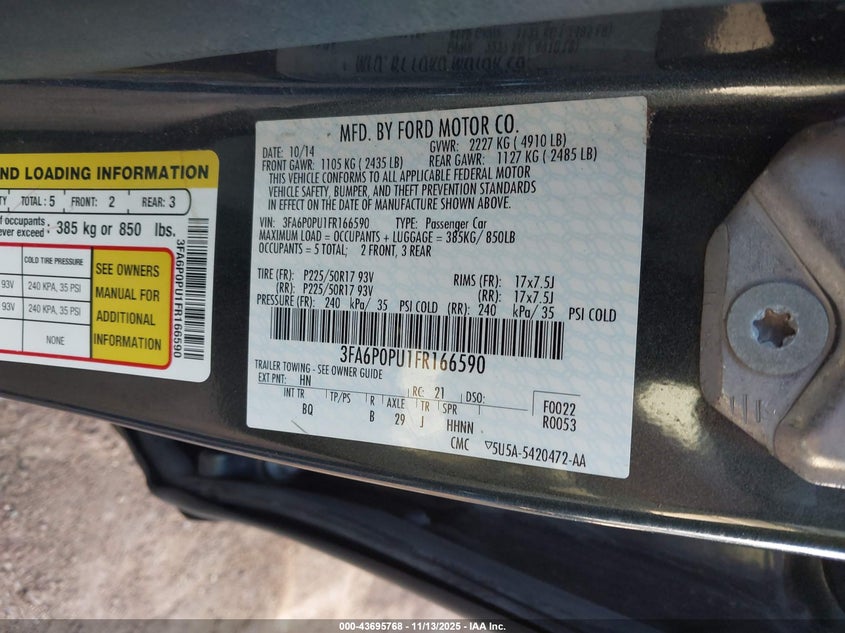 MFD. BY FORD MOTOR CO.
DATE: 10/14 GVWR: 2227 KG ( 4910 LB)
FRONT GAWR: 1105 KG ( 2435 LB) REAR GAWR: 1127 KG ( 2485 LB)
THIS VEHICLE CONFORMS TO ALL APPLICABLE FEDERAL MOTOR
VEHICLE SAFETY, BUMPER, AND THEFT PREVENTION STANDARDS
IN EFFECT ON THE DATE OF MANUFACTURE SHOWN ABOVE.
VIN: 3FA6P0PU1FR166590 TYPE: Passenger Car
MAXIMUM LOAD = OCCUPANTS + LUGGAGE = 385KG/ 850LB
OCCUPANTS = 5 TOTAL; 2 FRONT, 3 REAR
TIRE (FR): P225/50R17 93V RIMS (FR): 17x7.5J
(RR): P225/50R17 93V (RR): 17x7.5J
PRESSURE (FR): 240 kPa/ 35 PSI COLD (RR): 240 kPa/ 35 PSI COLD
3FA6P0PU1FR166590
TRAILER TOWING - SEE OWNER GUIDE
EXT PNT: HN RC: 21 DSO:
INT TR TP/PS R AXLE TR SPR F0022
BQ B 29 J HHNN R0053
CMC ▽5U5A-5420472-AA
ND LOADING INFORMATION
TY TOTAL : 5 FRONT: 2 REAR: 3
of occupants
ever exceed : 385 kg or 850 lbs.
COLD TIRE PRESSURE
93V 240 KPA, 35 PSI
93V 240 KPA, 35 PSI
NONE
SEE OWNERS
MANUAL FOR
ADDITIONAL
INFORMATION
3FA6P0PU1FR166590
000-43695768 - 11/13/2025 - IAA Inc.